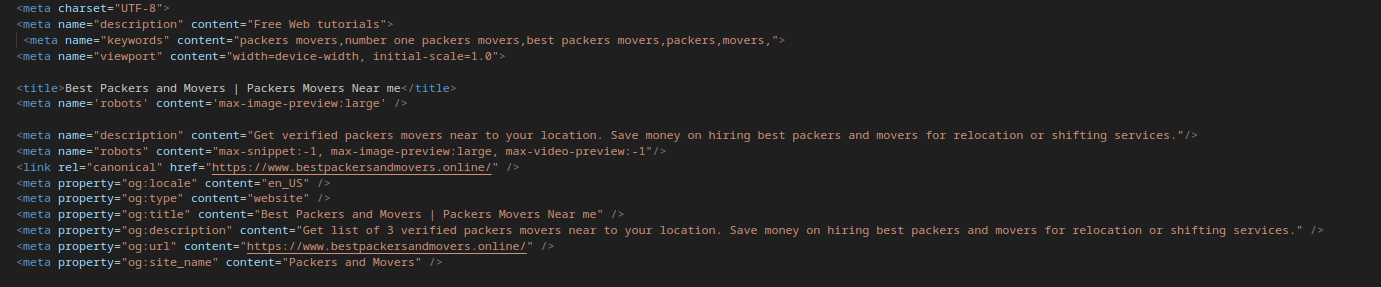 <meta charset="UTF-8">
<meta name="description" content="Free Web tutorials">
<meta name="keywords" content="packers movers,number one packers movers,best packers movers,packers,movers,">
<meta name="viewport" content="width=device-width, initial-scale=1.0">
<title>Best Packers and Movers | Packers Movers Near me</title>
<meta name='robots' content='max-image-preview:large' />
<meta name="description" content="Get verified packers movers near to your location. Save money on hiring best packers and movers for relocation or shifting services."/>
<meta name="robots" content="max-snippet:-1, max-image-preview:large, max-video-preview:-1"/>
<link rel="canonical" href="https://www.bestpackersandmovers.online/" />
<meta property="og:locale" content="en_US" />
<meta property="og:type" content="website" />
<meta property="og:title" content="Best Packers and Movers | Packers Movers Near me" />
<meta property="og:description" content="Get list of 3 verified packers movers near to your location. Save money on hiring best packers and movers for relocation or shifting services." />
<meta property="og:url" content="https://www.bestpackersandmovers.online/" />
<meta property="og:site_name" content="Packers and Movers" />